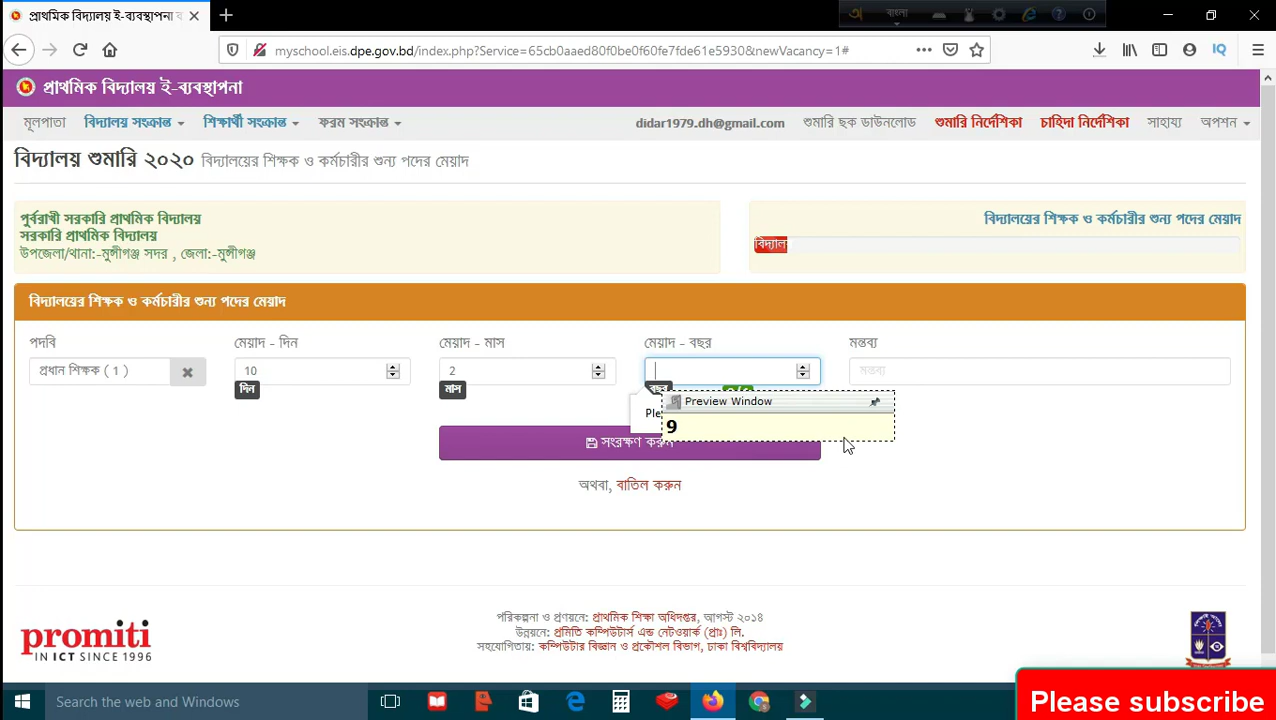 প্রাথমিক বিদ্যালয় ই-ব্যবস্থাপনা
বাংলা
myschool.eis.dpe.gov.bd/index.php?Service=65cb0aaed80f0be0f60fe7fde61e5930&newVacancy=1#
প্রাথমিক বিদ্যালয় ই-ব্যবস্থাপনা
মূলপাতা বিদ্যালয় সংক্রান্ত শিক্ষার্থী সংক্রান্ত ফরম সংক্রান্ত didar1979.dh@gmail.com শুমারি ছক ডাউনলোড শুমারি নির্দেশিকা চাহিদা নির্দেশিকা সাহায্য অপশন
বিদ্যালয় শুমারি ২০২০ বিদ্যালয়ের শিক্ষক ও কর্মচারীর শুন্য পদের মেয়াদ
পুর্বরাখী সরকারি প্রাথমিক বিদ্যালয়
সরকারি প্রাথমিক বিদ্যালয়
উপজেলা/থানা:-মুন্সীগঞ্জ সদর , জেলা:-মুন্সীগঞ্জ
বিদ্যালয়ের শিক্ষক ও কর্মচারীর শুন্য পদের মেয়াদ
বিদ্যাল
বিদ্যালয়ের শিক্ষক ও কর্মচারীর শুন্য পদের মেয়াদ
পদবি মেয়াদ - দিন মেয়াদ - মাস মেয়াদ - বছর মন্তব্য
প্রধান শিক্ষক ( 1 ) 10 2 মন্তব্য
দিন মাস
Preview Window
Ple
9
সংরক্ষণ করুন
অথবা, বাতিল করুন
promiti
IN ICT SINCE 1996
পরিকল্পনা ও প্রণয়নে: প্রাথমিক শিক্ষা অধিদপ্তর, আগস্ট ২০১৪
উন্নয়নে: প্রমিতি কম্পিউটার্স এন্ড নেটওয়ার্ক (প্রাঃ) লি.
সহযোগিতায়: কম্পিউটার বিজ্ঞান ও প্রকৌশল বিভাগ, ঢাকা বিশ্ববিদ্যালয়
Search the web and Windows
Please subscribe